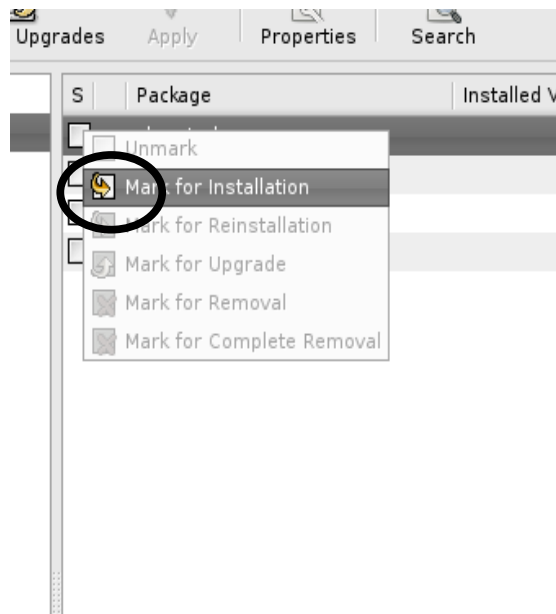 Upgrades Apply Properties Search
S Package Installed V
Unmark
Mark for Installation
Mark for Reinstallation
Mark for Upgrade
Mark for Removal
Mark for Complete Removal